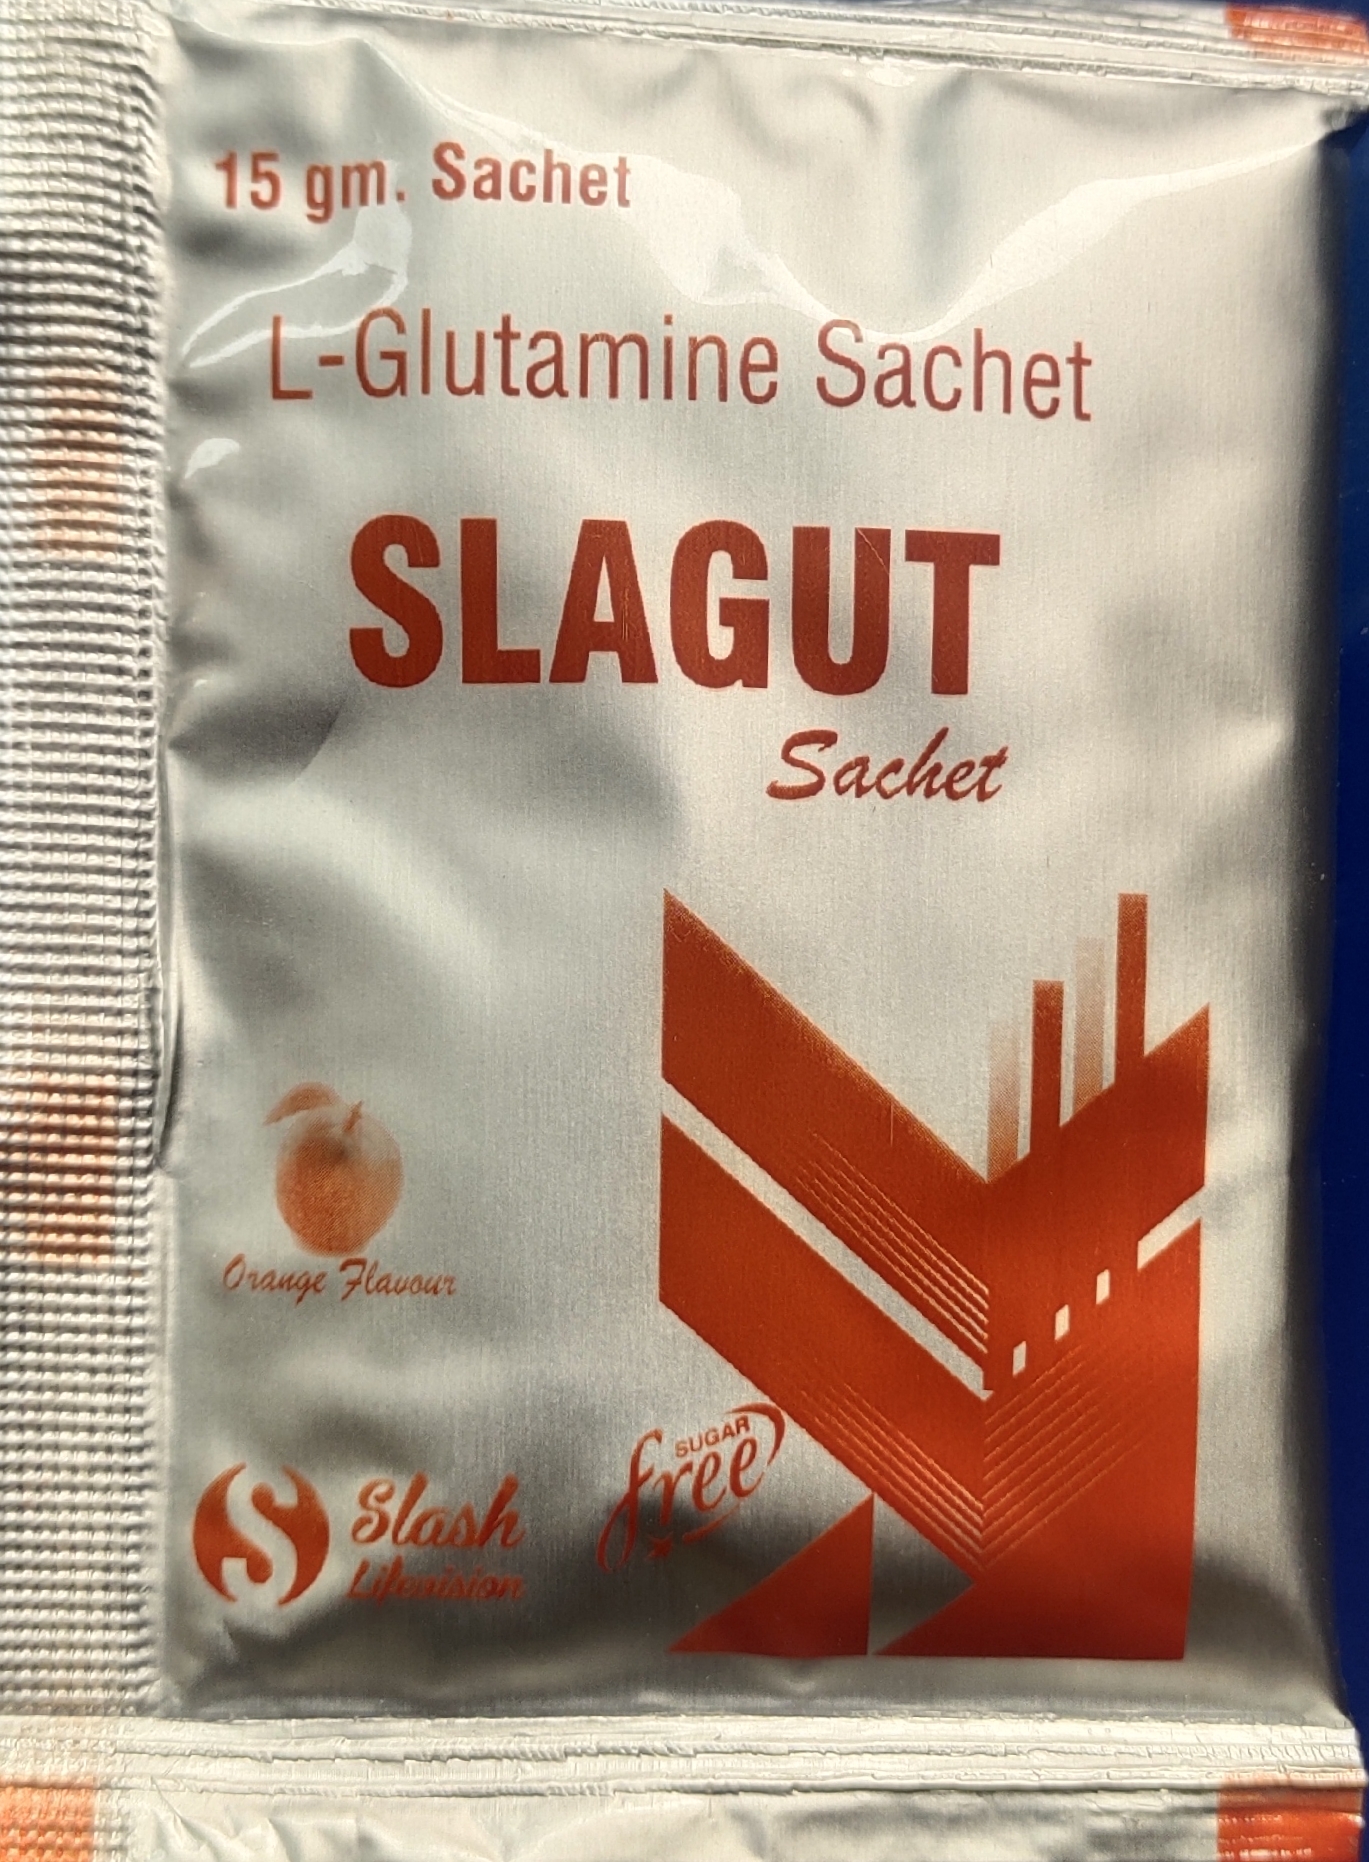 15 gm. Sachet
L-Glutamine Sachet
SLAGUT
Sachet
Orange Flavour
SUGAR
free
S
Slash
Lifevision